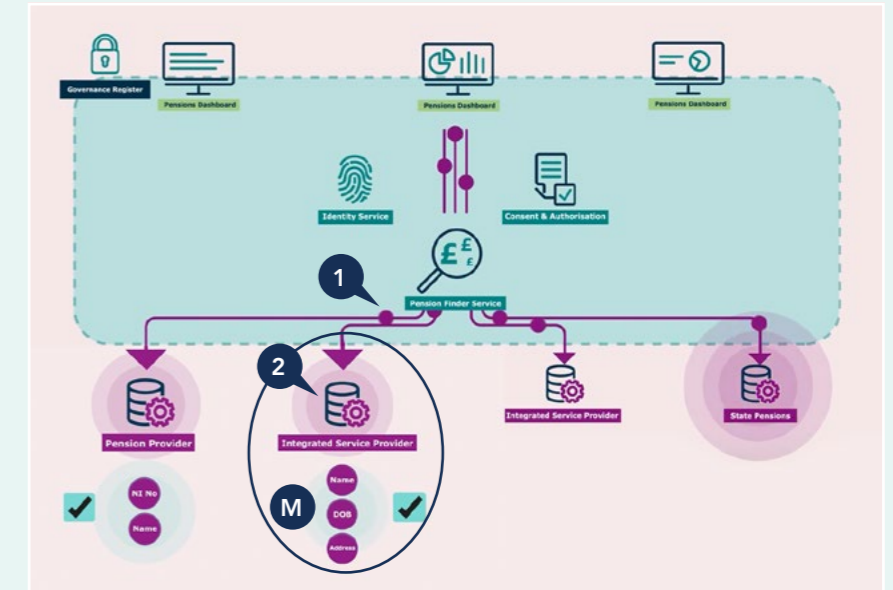 Governance Register
Pensions Dashboard
Pensions Dashboard
Pensions Dashboard
Identity Service
Consent & Authorisation
£ £ £
Pension Finder Service
1
2
Pension Provider
Integrated Service Provider
Integrated Service Provider
State Pensions
NI No
Name
M
Name
DOB
Address